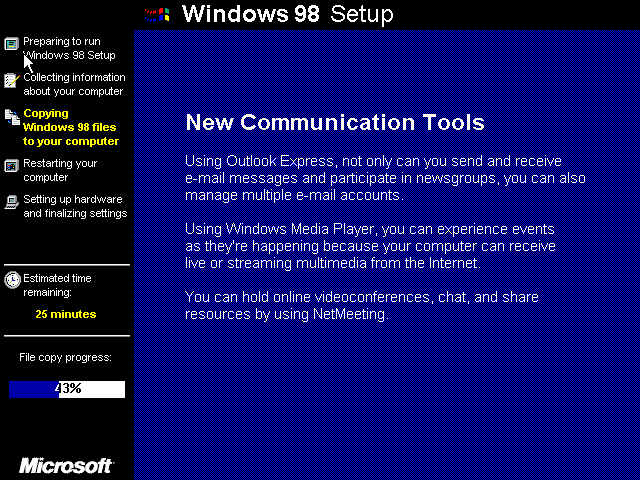 Windows 98 Setup
Preparing to run
Windows 98 Setup
Collecting information
about your computer
Copying
Windows 98 files
to your computer
Restarting your
computer
Setting up hardware
and finalizing settings
Estimated time
remaining:
25 minutes
File copy progress:
43%
Microsoft
New Communication Tools
Using Outlook Express, not only can you send and receive
e-mail messages and participate in newsgroups, you can also
manage multiple e-mail accounts.
Using Windows Media Player, you can experience events
as they're happening because your computer can receive
live or streaming multimedia from the Internet.
You can hold online videoconferences, chat, and share
resources by using NetMeeting.